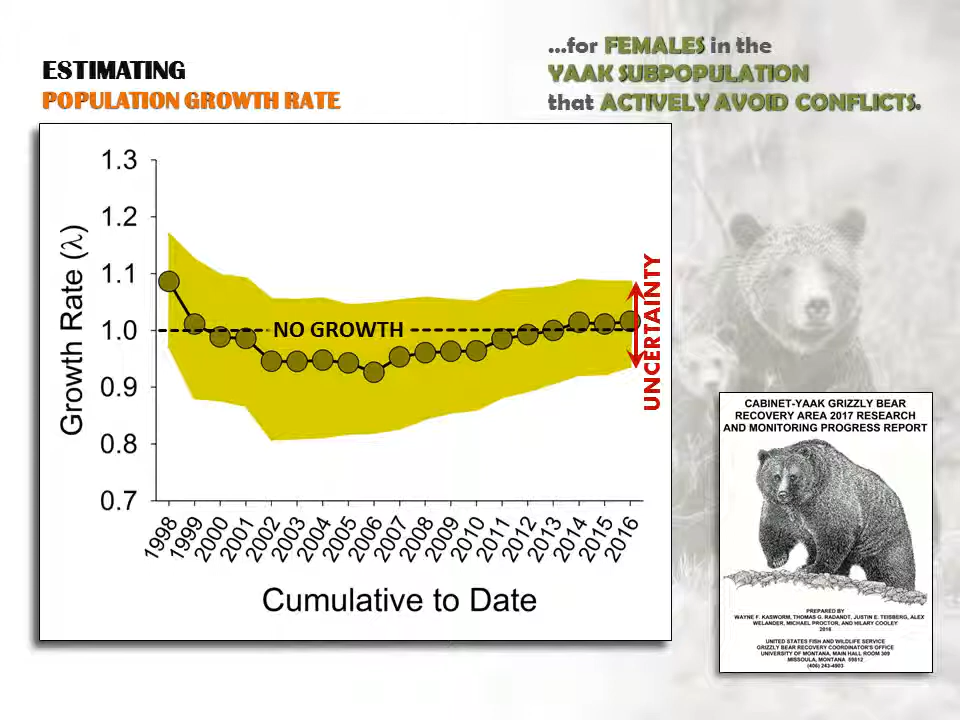 ESTIMATING
POPULATION GROWTH RATE
...for FEMALES in the
YAAK SUBPOPULATION
that ACTIVELY AVOID CONFLICTS.
1.3
1.2
1.1
1.0
0.9
0.8
0.7
Growth Rate (λ)
NO GROWTH
UNCERTAINTY
1998
1999
2000
2001
2002
2003
2004
2005
2006
2007
2008
2009
2010
2011
2012
2013
2014
2015
2016
Cumulative to Date
CABINET-YAAK GRIZZLY BEAR
RECOVERY AREA 2017 RESEARCH
AND MONITORING PROGRESS REPORT
PREPARED BY
WAYNE F. KASWORM, THOMAS G. RADANDT, JUSTIN E. TEISBERG, ALEX
WELANDER, MICHAEL PROCTOR, AND HILARY COOLEY
2018
UNITED STATES FISH AND WILDLIFE SERVICE
GRIZZLY BEAR RECOVERY COORDINATOR'S OFFICE
UNIVERSITY OF MONTANA, MAIN HALL ROOM 309
MISSOULA, MONTANA 59812
(406) 243-4903